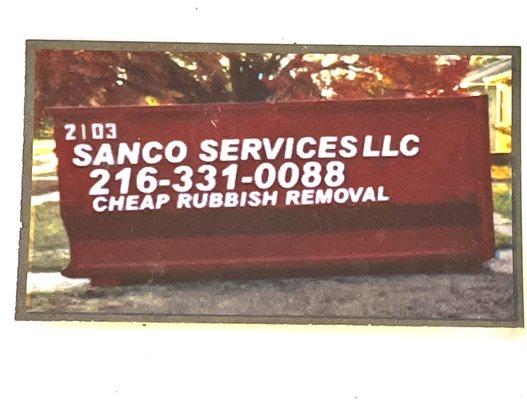 2103
SANCO SERVICES LLC
216-331-0088
CHEAP RUBBISH REMOVAL